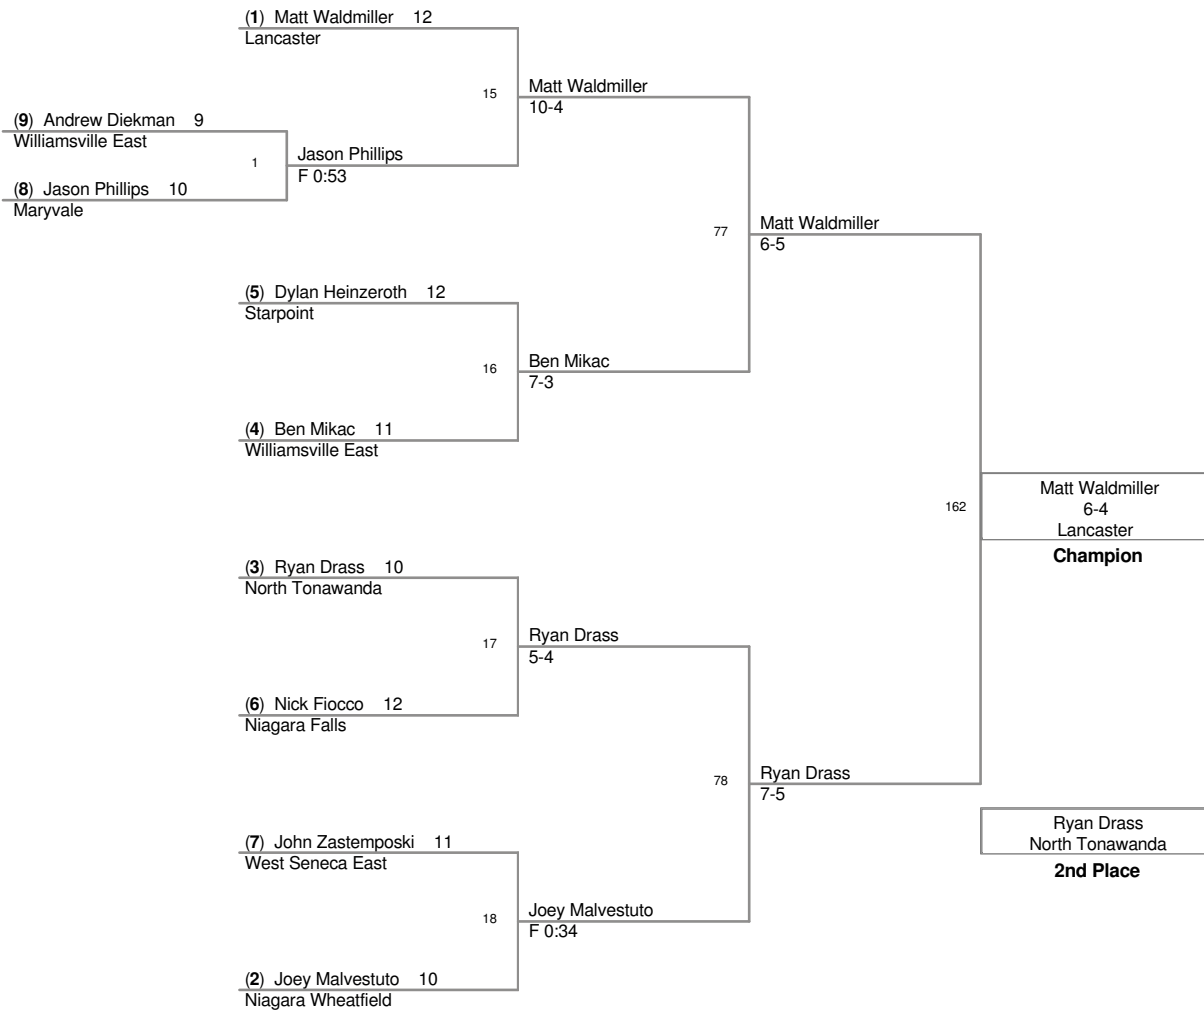 (1) Matt Waldmiller 12
Lancaster
15
Matt Waldmiller
10-4
(9) Andrew Diekman 9
Williamsville East
1
Jason Phillips
F 0:53
(8) Jason Phillips 10
Maryvale
77
Matt Waldmiller
6-5
(5) Dylan Heinzeroth 12
Starpoint
16
Ben Mikac
7-3
(4) Ben Mikac 11
Williamsville East
162
Matt Waldmiller
6-4
Lancaster
Champion
(3) Ryan Drass 10
North Tonawanda
17
Ryan Drass
5-4
(6) Nick Fiocco 12
Niagara Falls
78
Ryan Drass
7-5
Ryan Drass
North Tonawanda
2nd Place
(7) John Zastemposki 11
West Seneca East
18
Joey Malvestuto
F 0:34
(2) Joey Malvestuto 10
Niagara Wheatfield